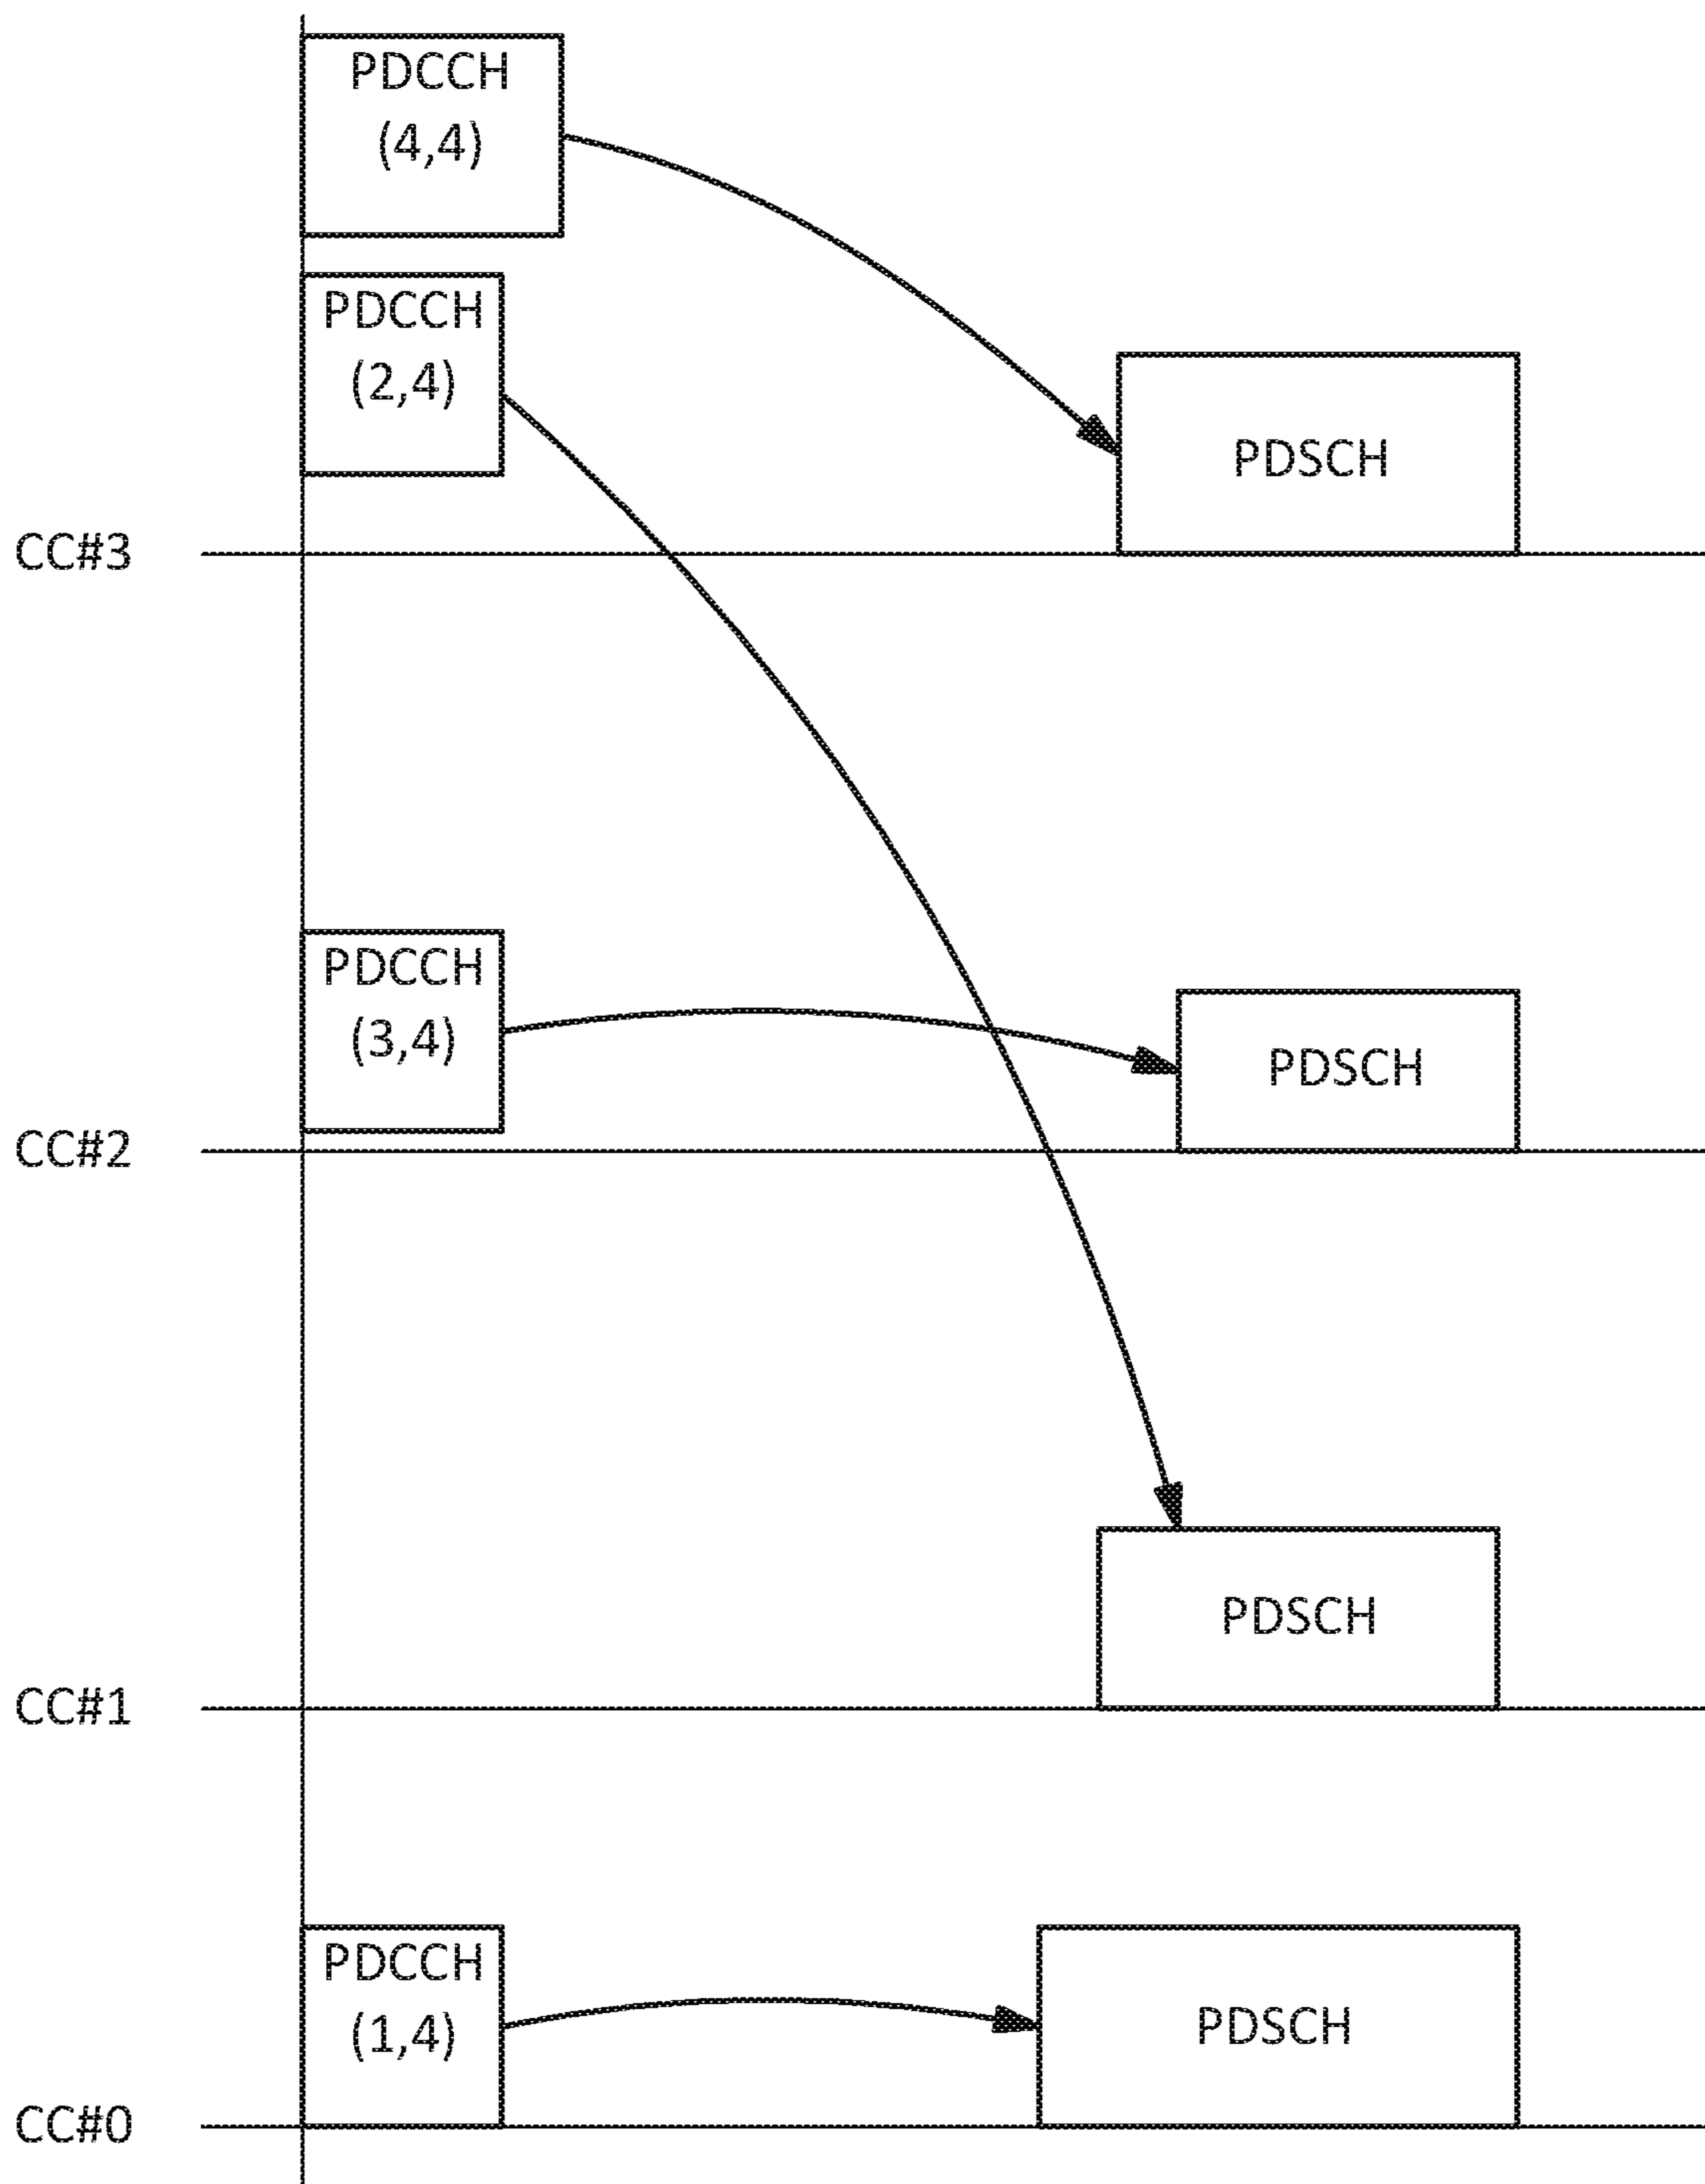 PDCCH
(4,4)
PDCCH
(2,4)
PDSCH
CC#3
PDCCH
(3,4)
PDSCH
CC#2
PDSCH
CC#1
PDCCH
(1,4)
PDSCH
CC#0